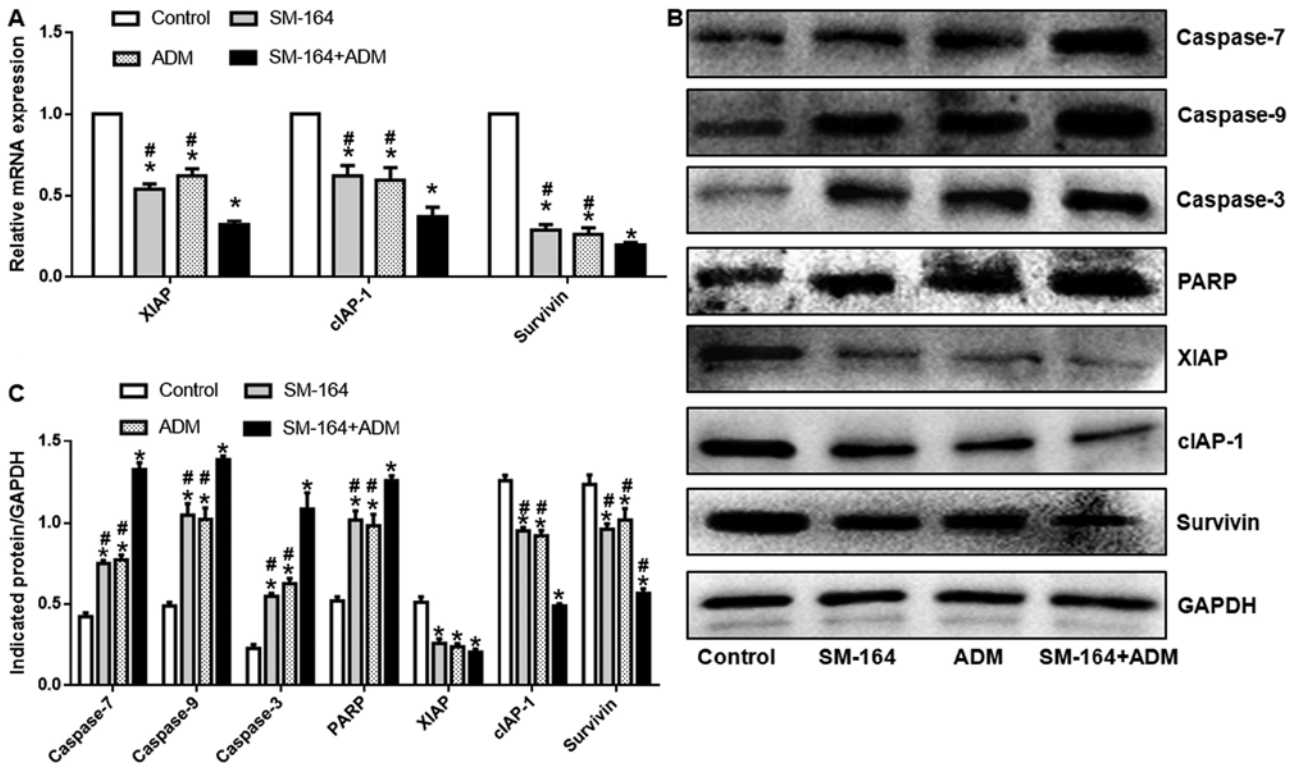 A
Control
SM-164
ADM
SM-164+ADM
Relative mRNA expression
1.5
1.0
0.5
0.0
# * # * *
# * # * *
# * # * *
XIAP
cIAP-1
Survivin
B
Caspase-7
Caspase-9
Caspase-3
PARP
XIAP
cIAP-1
Survivin
GAPDH
Control SM-164 ADM SM-164+ADM
C
Control
SM-164
ADM
SM-164+ADM
Indicated protein/GAPDH
1.5
1.0
0.5
0.0
# * # * *
# * # * *
# * # * *
# * # * *
* * *
# * # * *
# * # * # *
Caspase-7
Caspase-9
Caspase-3
PARP
XIAP
cIAP-1
Survivin